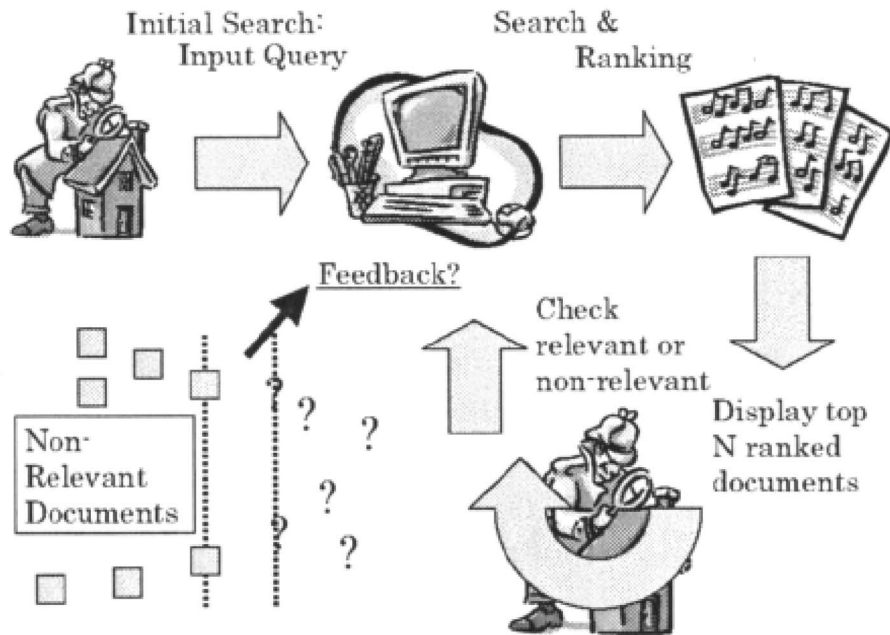 Initial Search:
Input Query
Search &
Ranking
Feedback?
Check
relevant or
non-relevant
Display top
N ranked
documents
Non-
Relevant
Documents
?
?
?
?
?
?